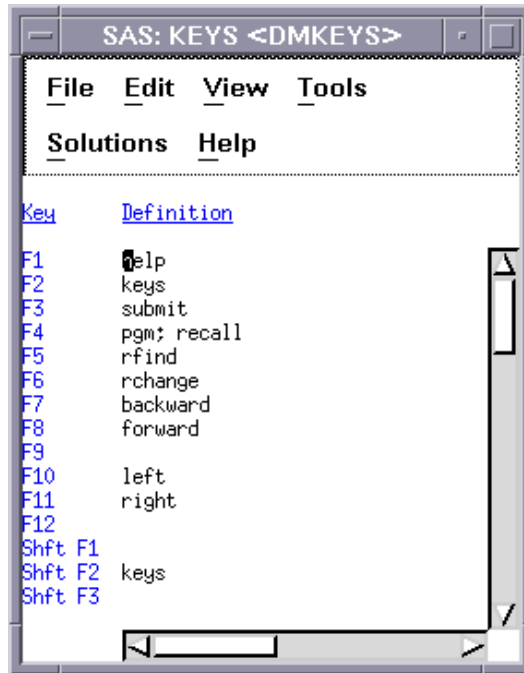 SAS: KEYS <DMKEYS>
File Edit View Tools
Solutions Help
Key Definition
F1 help
F2 keys
F3 submit
F4 pgm; recall
F5 rfind
F6 rchange
F7 backward
F8 forward
F9
F10 left
F11 right
F12
Shft F1
Shft F2 keys
Shft F3